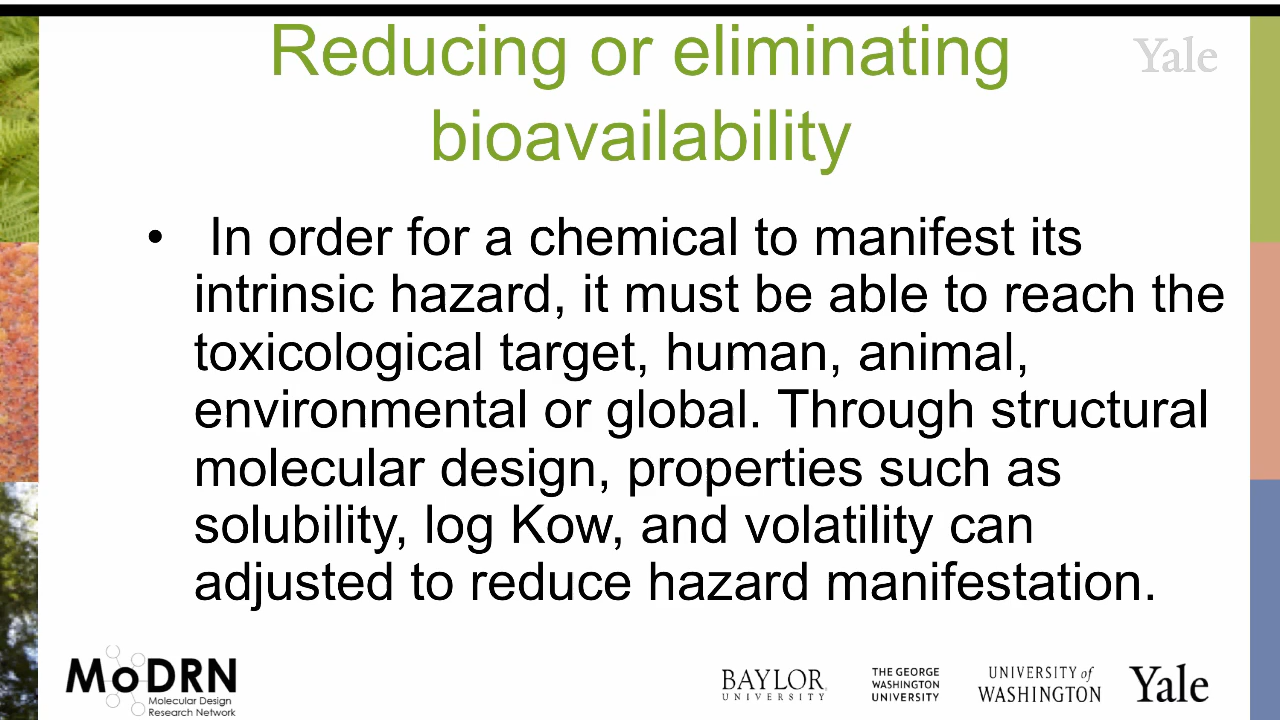 Reducing or eliminating
Yale
bioavailability
• In order for a chemical to manifest its
intrinsic hazard, it must be able to reach the
toxicological target, human, animal,
environmental or global. Through structural
molecular design, properties such as
solubility, log Kow, and volatility can
adjusted to reduce hazard manifestation.
MoDRN
Molecular Design
Research Network
BAYLOR
UNIVERSITY
THE GEORGE
WASHINGTON
UNIVERSITY
UNIVERSITY of
WASHINGTON
Yale